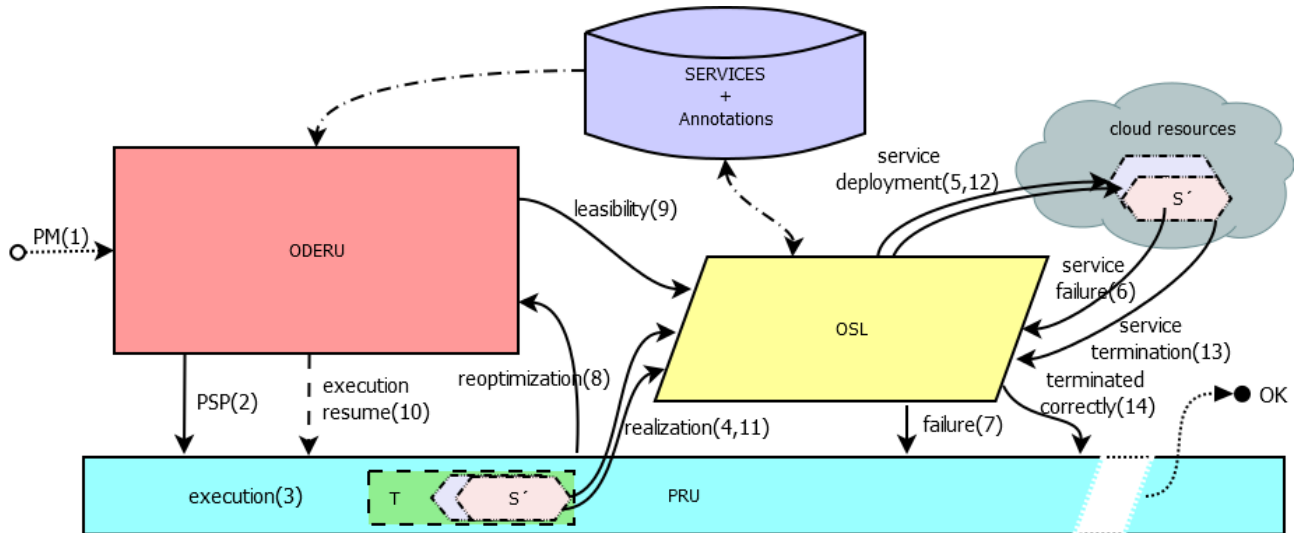 SERVICES
+
Annotations
cloud resources
service
deployment(5,12)
S´
leasibility(9)
PM(1)
ODERU
service
failure(6)
OSL
service
termination(13)
reoptimization(8)
execution
resume(10)
PSP(2)
terminated
correctly(14)
OK
realization(4,11)
failure(7)
execution(3)
T
S´
PRU